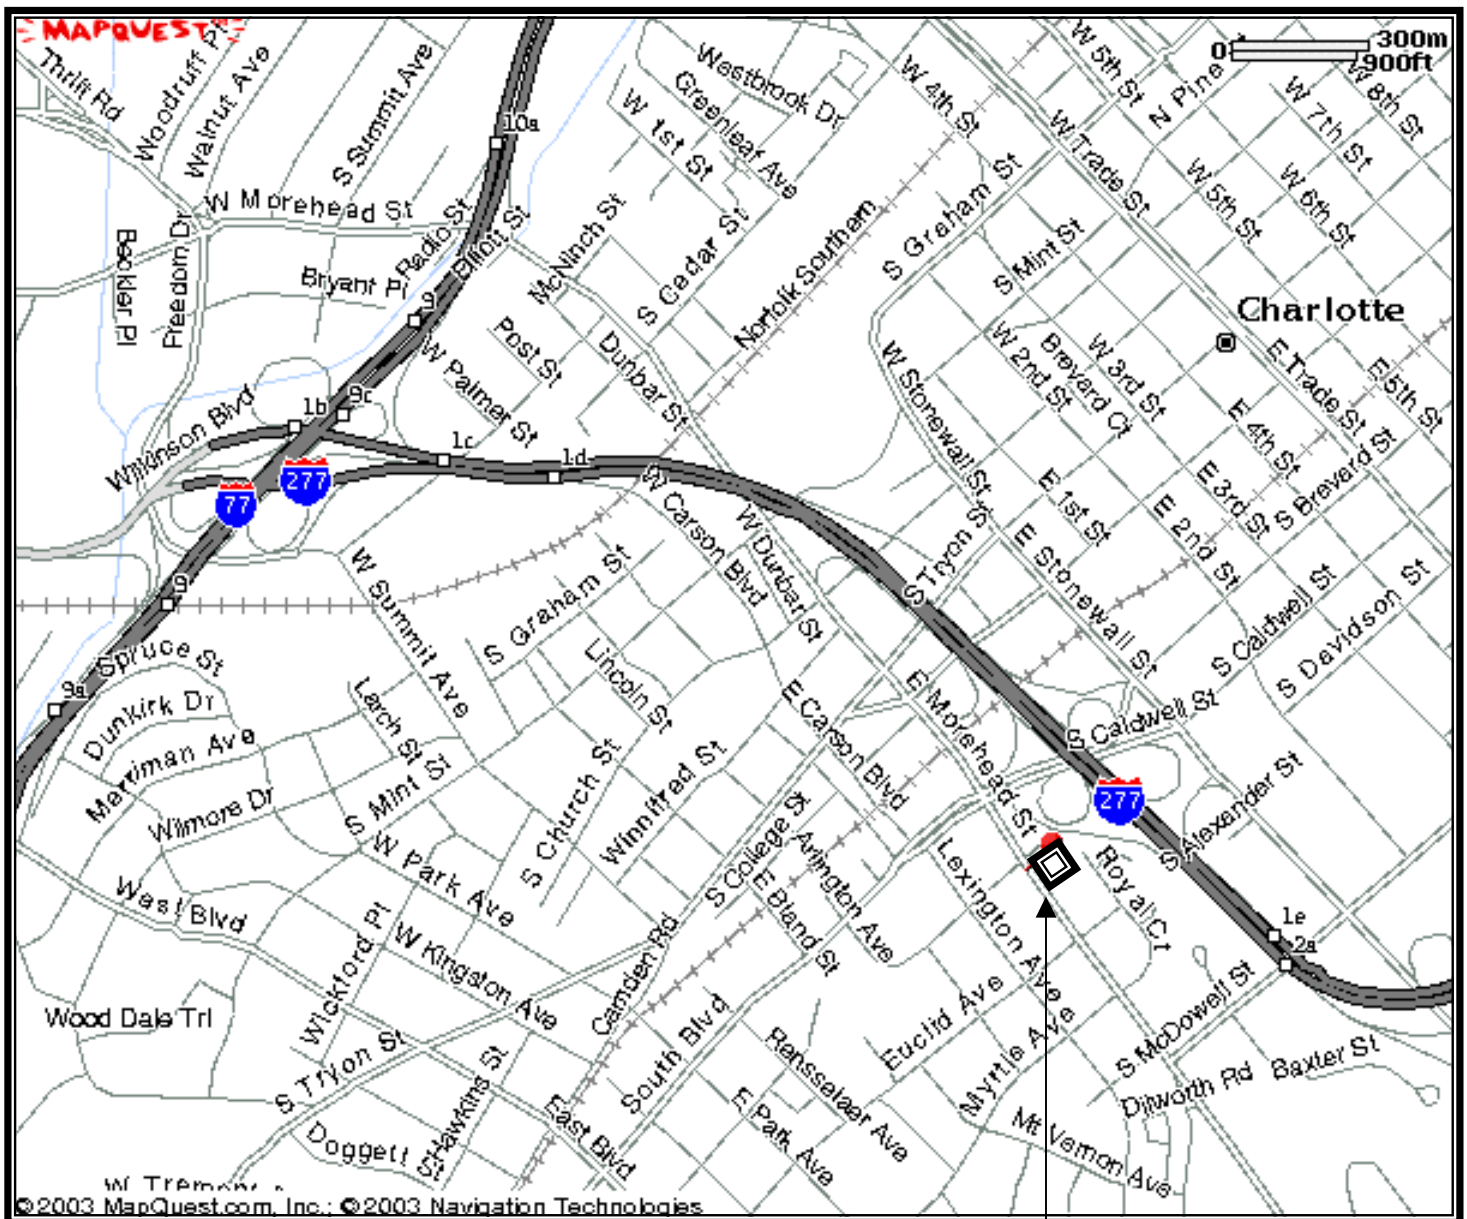 MAPQUEST
0
300m
900ft
Thrift Rd
Woodruff Pl
Walnut Ave
S Summit Ave
10a
Westbrook Dr
Greenleaf Ave
W 1st St
W 4th St
W 5th St
N Pine
W 7th St
W 8th St
W Trade St
W 5th St
W 6th St
W Morehead St
Radio St
Elliott St
McNinch St
S Cedar St
Norfolk Southern
S Graham St
S Mint St
Freedom Dr
Backler Pl
Bryant Pl
9
Charlotte
W Palmer St
Post St
Dunbar St
W Stonewall St
W 2nd St
Brevard Ct
W 3rd St
E Trade St
E 5th St
E 4th St
Wilkinson Blvd
1b
9c
1c
1d
277
77
W Carson Blvd
W Dunbar St
S Tryon St
E 1st St
E 2nd St
E 3rd St
S Brevard St
E Stonewall St
S Caldwell St
S Davidson St
9
W Summit Ave
S Graham St
Lincoln St
Spruce St
9a
Dunkirk Dr
Merriman Ave
Larch St
S Mint St
Wilmore Dr
E Carson Blvd
E Morehead St
S Caldwell St
277
S Alexander St
S Church St
Winnifred St
W Park Ave
S College St
Arlington Ave
E Bland St
Lexington Ave
Royal Ct
West Blvd
W Kingston Ave
Wickford Pl
Camden Rd
1e
2a
Wood Dale Trl
S Tryon St
Hawkins St
South Blvd
Rensselaer Ave
Euclid Ave
Myrtle Ave
S McDowell St
Dilworth Rd
Baxter St
Mt Vernon Ave
Doggett St
East Blvd
E Park Ave
W Tremont
©2003 MapQuest.com, Inc.; ©2003 Navigation Technologies